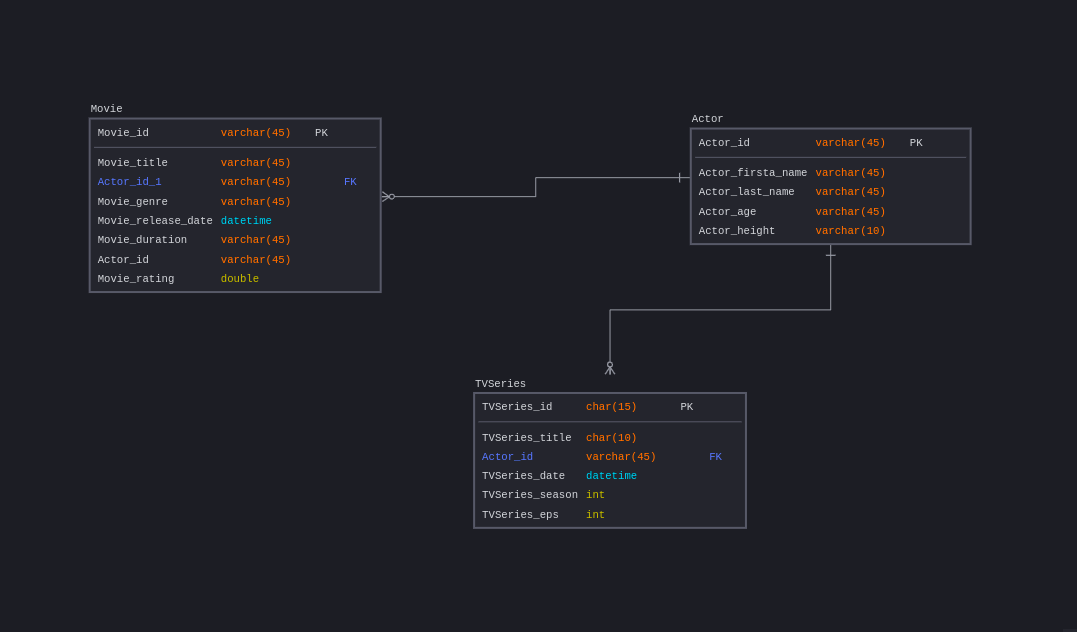 Movie
Movie_id varchar(45) PK
Movie_title varchar(45)
Actor_id_1 varchar(45) FK
Movie_genre varchar(45)
Movie_release_date datetime
Movie_duration varchar(45)
Actor_id varchar(45)
Movie_rating double
Actor
Actor_id varchar(45) PK
Actor_firsta_name varchar(45)
Actor_last_name varchar(45)
Actor_age varchar(45)
Actor_height varchar(10)
TVSeries
TVSeries_id char(15) PK
TVSeries_title char(10)
Actor_id varchar(45) FK
TVSeries_date datetime
TVSeries_season int
TVSeries_eps int